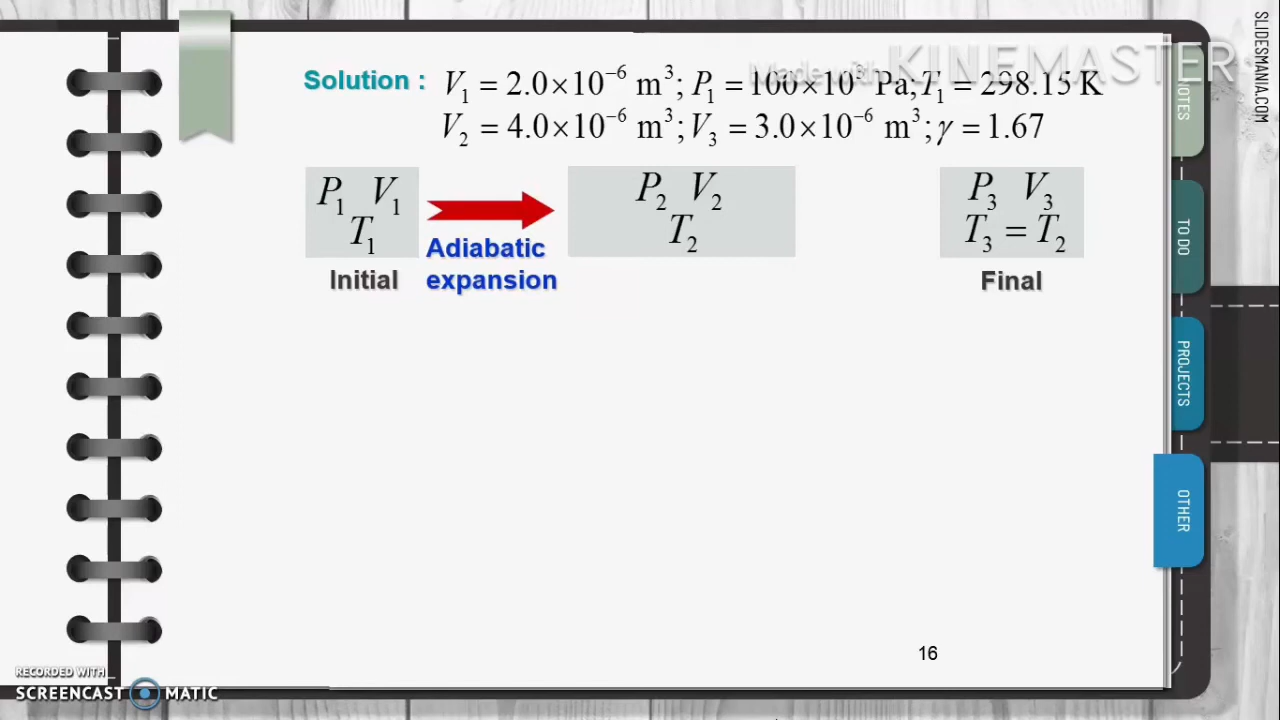 SLIDESMANIA.COM
Made with KINEMASTER
Solution : V₁ = 2.0×10⁻⁶ m³; P₁ = 100×10³ Pa; T₁ = 298.15 K
V₂ = 4.0×10⁻⁶ m³; V₃ = 3.0×10⁻⁶ m³; γ = 1.67
P₁ V₁
T₁
Initial
Adiabatic
expansion
P₂ V₂
T₂
P₃ V₃
T₃ = T₂
Final
NOTES
TO DO
PROJECTS
OTHER
16
RECORDED WITH
SCREENCAST MATIC